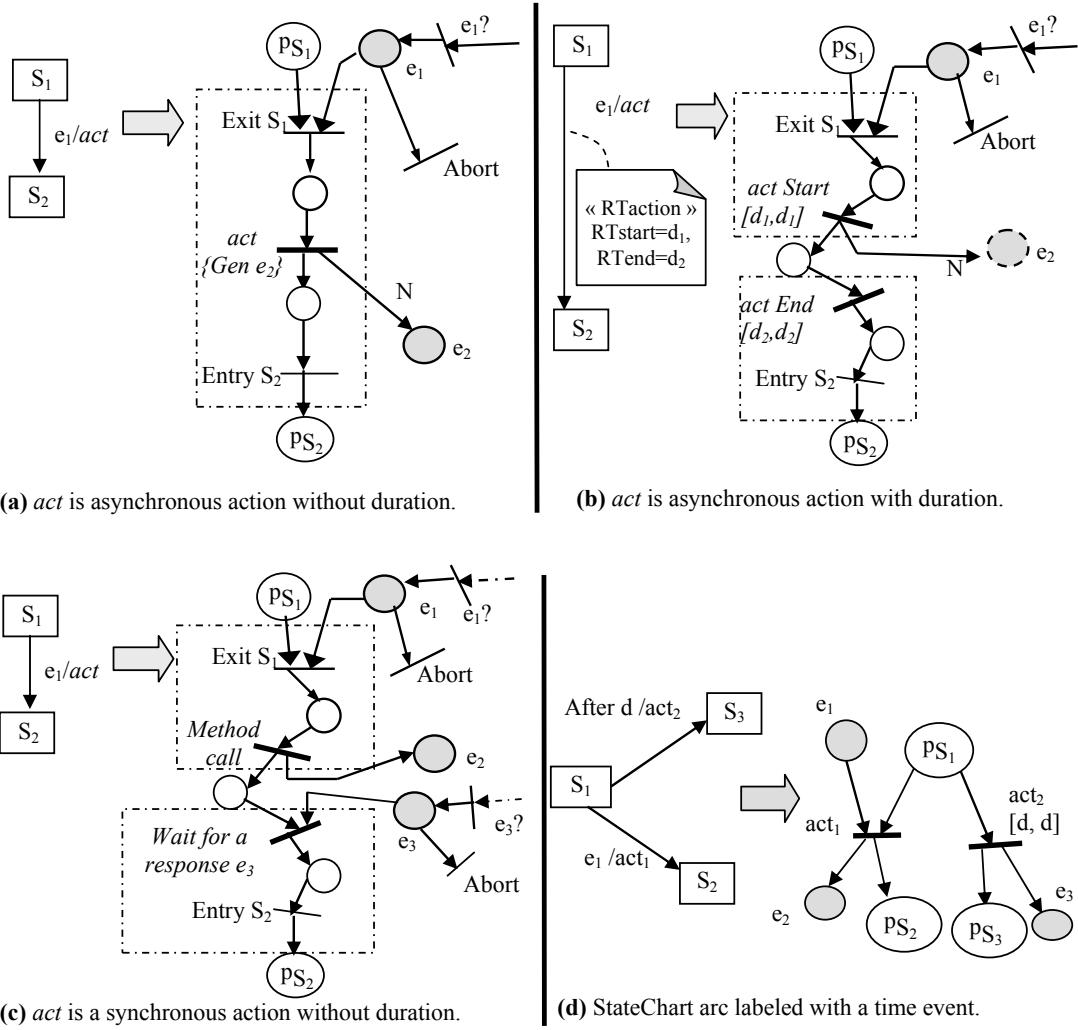 S1
e1/act
S2
pS1
e1?
e1
Exit S1
Abort
act
{Gen e2}
N
e2
Entry S2
pS2
(a) act is asynchronous action without duration.
S1
e1/act
« RTaction »
RTstart=d1,
RTend=d2
S2
pS1
e1?
e1
Exit S1
Abort
act Start
[d1,d1]
N
e2
act End
[d2,d2]
Entry S2
pS2
(b) act is asynchronous action with duration.
S1
e1/act
S2
pS1
e1
e1?
Exit S1
Abort
Method
call
e2
e3
e3?
Wait for a
response e3
Abort
Entry S2
pS2
(c) act is a synchronous action without duration.
After d /act2
S3
S1
e1 /act1
S2
e1
pS1
act1
act2
[d, d]
e2
pS2
pS3
e3
(d) StateChart arc labeled with a time event.